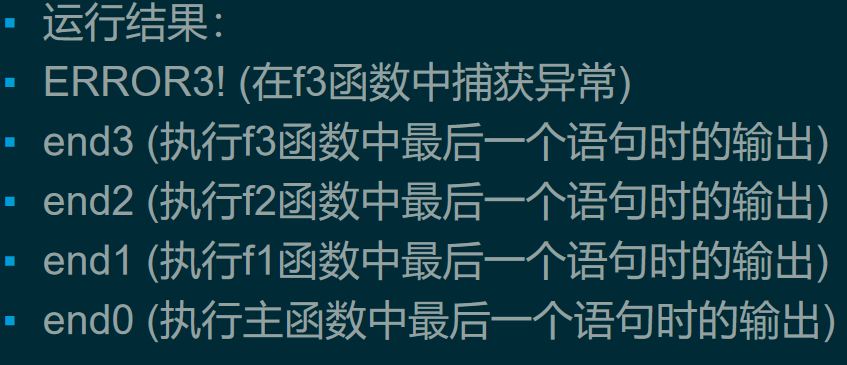 ▪ 运行结果：
▪ ERROR3! (在f3函数中捕获异常)
▪ end3 (执行f3函数中最后一个语句时的输出)
▪ end2 (执行f2函数中最后一个语句时的输出)
▪ end1 (执行f1函数中最后一个语句时的输出)
▪ end0 (执行主函数中最后一个语句时的输出)